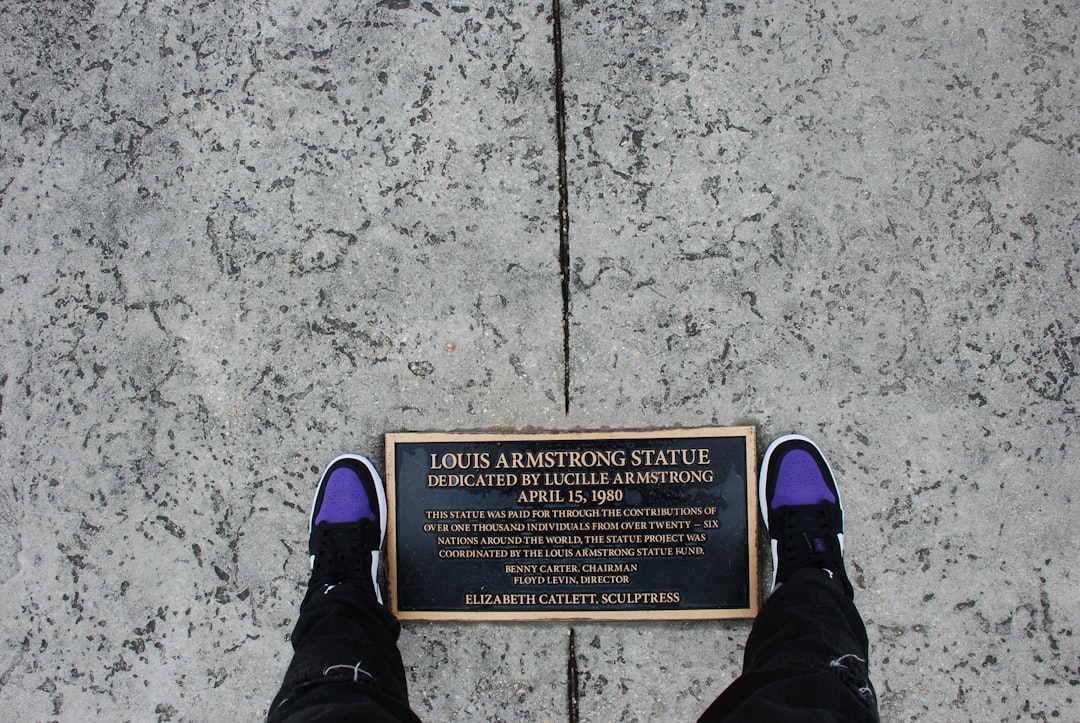 LOUIS ARMSTRONG STATUE
DEDICATED BY LUCILLE ARMSTRONG
APRIL 15, 1980
THIS STATUE WAS PAID FOR THROUGH THE CONTRIBUTIONS OF
OVER ONE THOUSAND INDIVIDUALS FROM OVER TWENTY – SIX
NATIONS AROUND THE WORLD, THE STATUE PROJECT WAS
COORDINATED BY THE LOUIS ARMSTRONG STATUE FUND.
BENNY CARTER, CHAIRMAN
FLOYD LEVIN, DIRECTOR
ELIZABETH CATLETT, SCULPTRESS